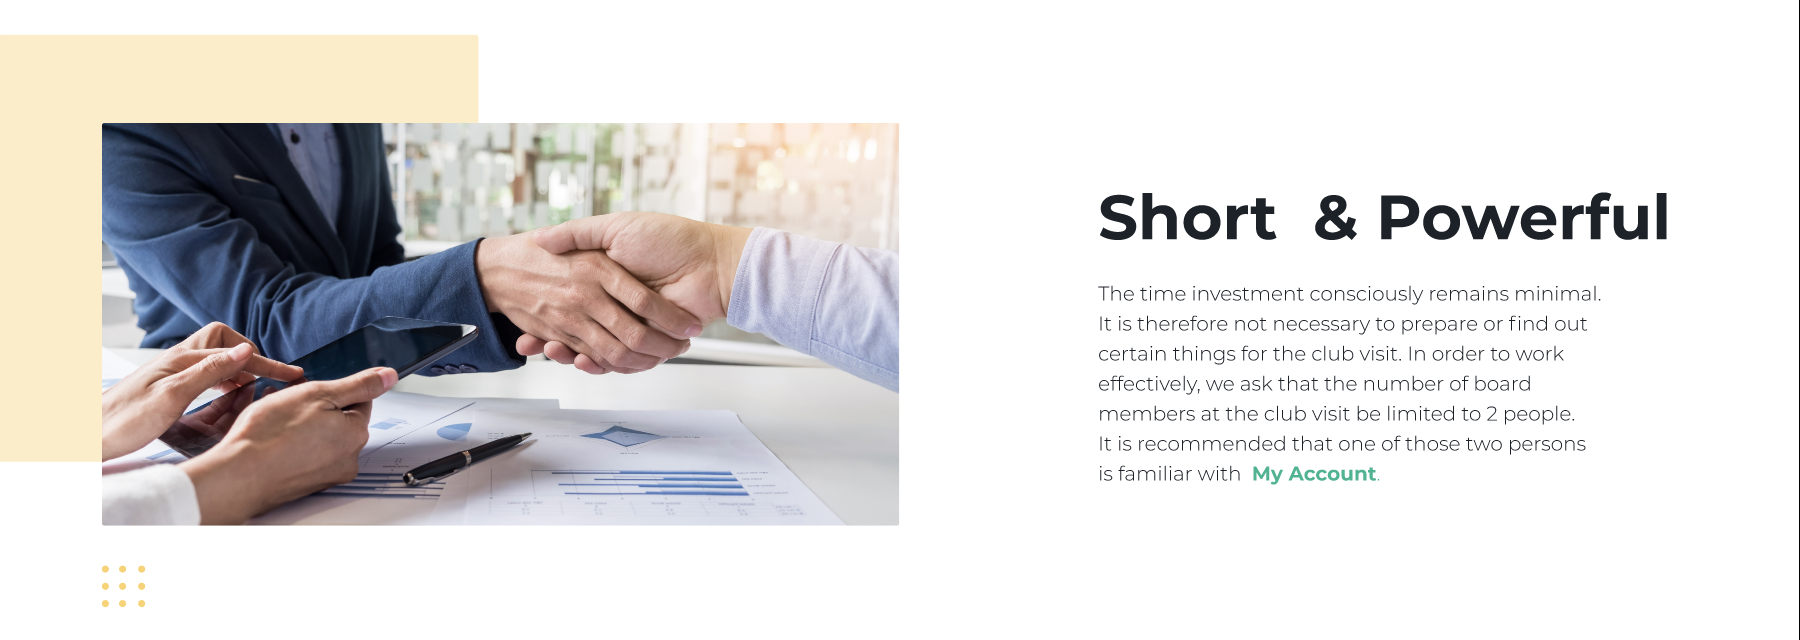 Short & Powerful
The time investment consciously remains minimal.
It is therefore not necessary to prepare or find out
certain things for the club visit. In order to work
effectively, we ask that the number of board
members at the club visit be limited to 2 people.
It is recommended that one of those two persons
is familiar with My Account.